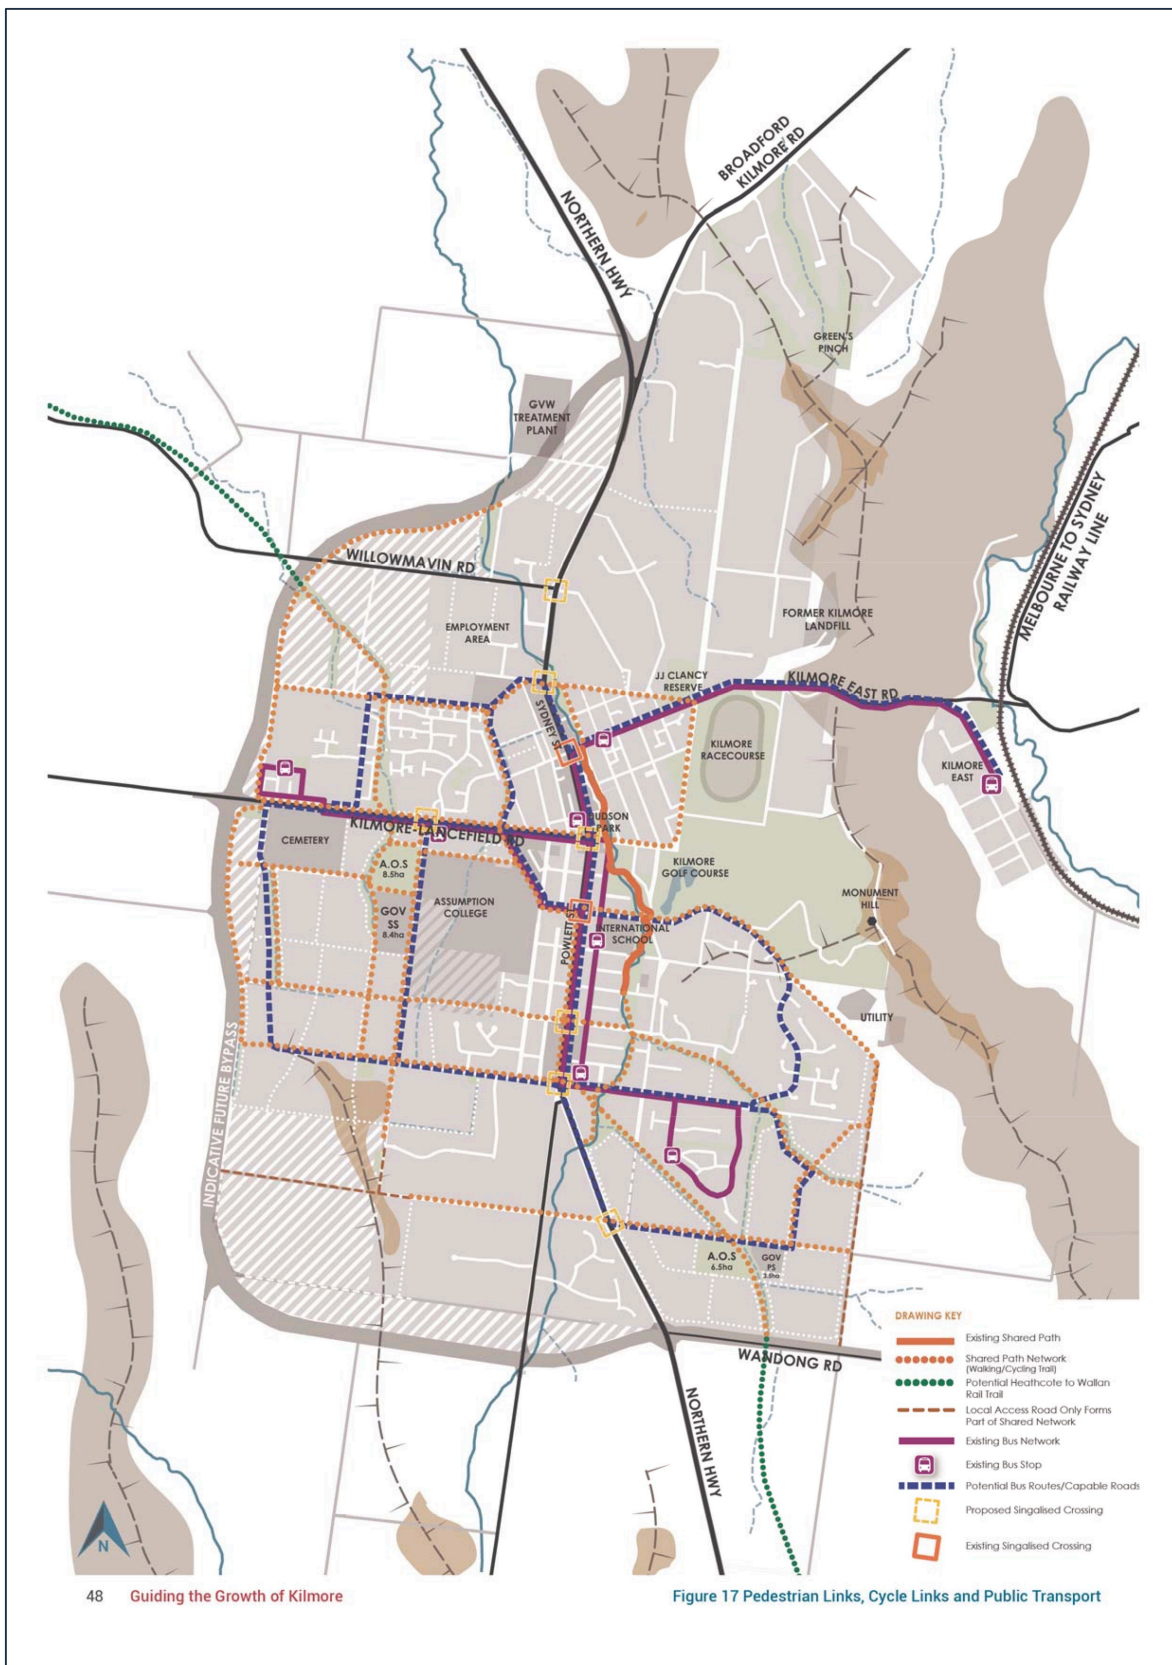 BROADFORD
KILMORE RD
NORTHERN HWY
GREEN'S
PINCH
GVW
TREATMENT
PLANT
MELBOURNE TO SYDNEY
RAILWAY LINE
WILLOWMAVIN RD
FORMER KILMORE
LANDFILL
EMPLOYMENT
AREA
JJ CLANCY
RESERVE
KILMORE EAST RD
SYDNEY ST
KILMORE
RACECOURSE
KILMORE
EAST
HUDSON
PARK
KILMORE-LANCEFIELD RD
CEMETERY
A.O.S
8.5ha
KILMORE
GOLF COURSE
MONUMENT
HILL
ASSUMPTION
COLLEGE
GOV
SS
8.4ha
POWLETT ST
INTERNATIONAL
SCHOOL
UTILITY
INDICATIVE FUTURE BYPASS
A.O.S
6.5ha
GOV
PS
3.5ha
WANDONG RD
NORTHERN HWY
DRAWING KEY
Existing Shared Path
Shared Path Network
(Walking/Cycling Trail)
Potential Heathcote to Wallan
Rail Trail
Local Access Road Only Forms
Part of Shared Network
Existing Bus Network
Existing Bus Stop
Potential Bus Routes/Capable Roads
Proposed Singalised Crossing
Existing Singalised Crossing
N
48 Guiding the Growth of Kilmore
Figure 17 Pedestrian Links, Cycle Links and Public Transport